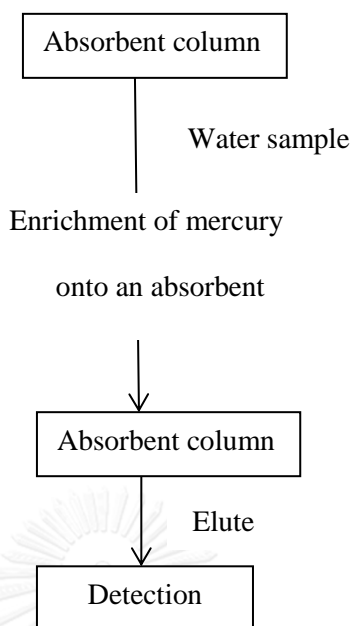 Absorbent column
Water sample
Enrichment of mercury
onto an absorbent
Absorbent column
Elute
Detection